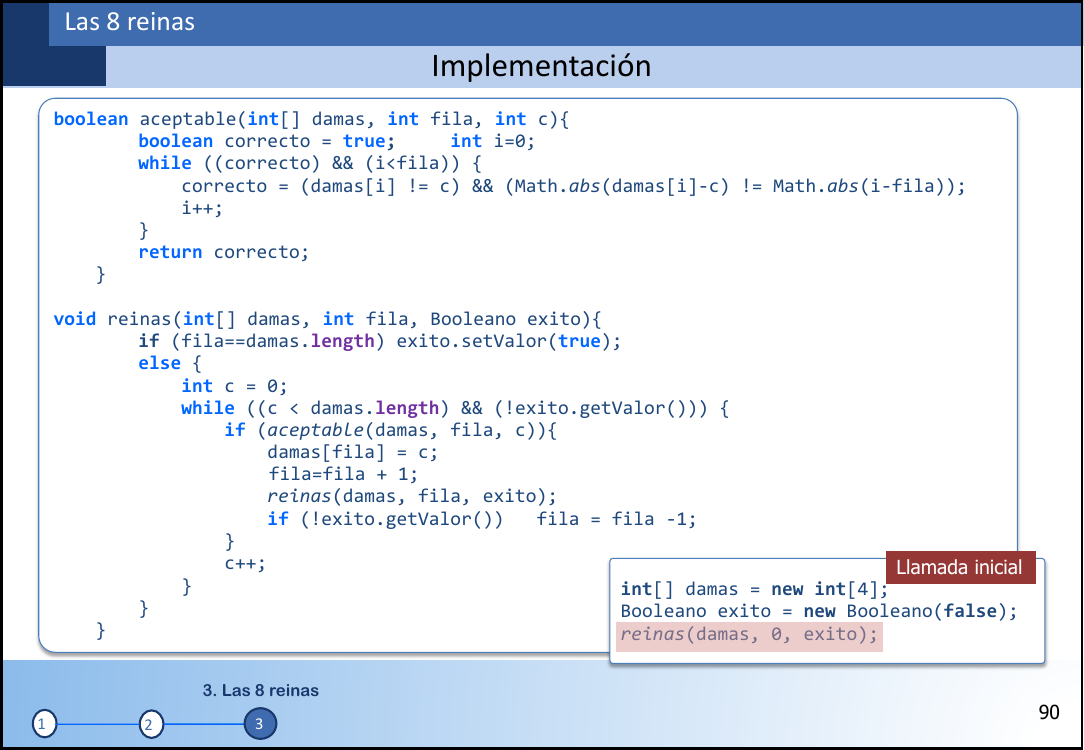 Las 8 reinas
Implementación
boolean aceptable(int[] damas, int fila, int c){
        boolean correcto = true;     int i=0;
        while ((correcto) && (i<fila)) {
            correcto = (damas[i] != c) && (Math.abs(damas[i]-c) != Math.abs(i-fila));
            i++;
        }
        return correcto;
    }
void reinas(int[] damas, int fila, Booleano exito){
        if (fila==damas.length) exito.setValor(true);
        else {
            int c = 0;
            while ((c < damas.length) && (!exito.getValor())) {
                if (aceptable(damas, fila, c)){
                    damas[fila] = c;
                    fila=fila + 1;
                    reinas(damas, fila, exito);
                    if (!exito.getValor())   fila = fila -1;
                }
                c++;
            }
        }
    }
Llamada inicial
int[] damas = new int[4];
Booleano exito = new Booleano(false);
reinas(damas, 0, exito);
3. Las 8 reinas
1 2 3
90